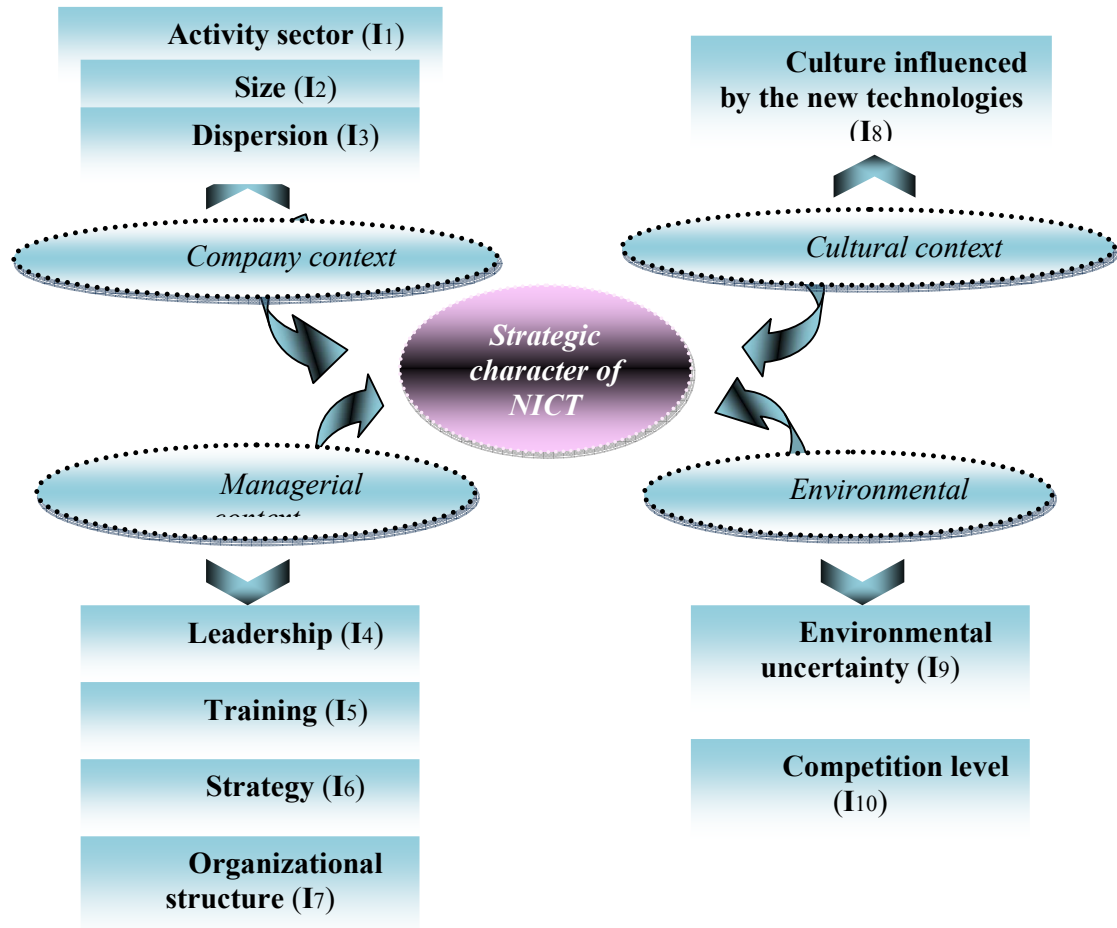 Activity sector (I1)
Size (I2)
Dispersion (I3)
Culture influenced
by the new technologies
(I8)
Company context
Cultural context
Strategic
character of
NICT
Managerial
context
Environmental
Leadership (I4)
Training (I5)
Strategy (I6)
Organizational
structure (I7)
Environmental
uncertainty (I9)
Competition level
(I10)